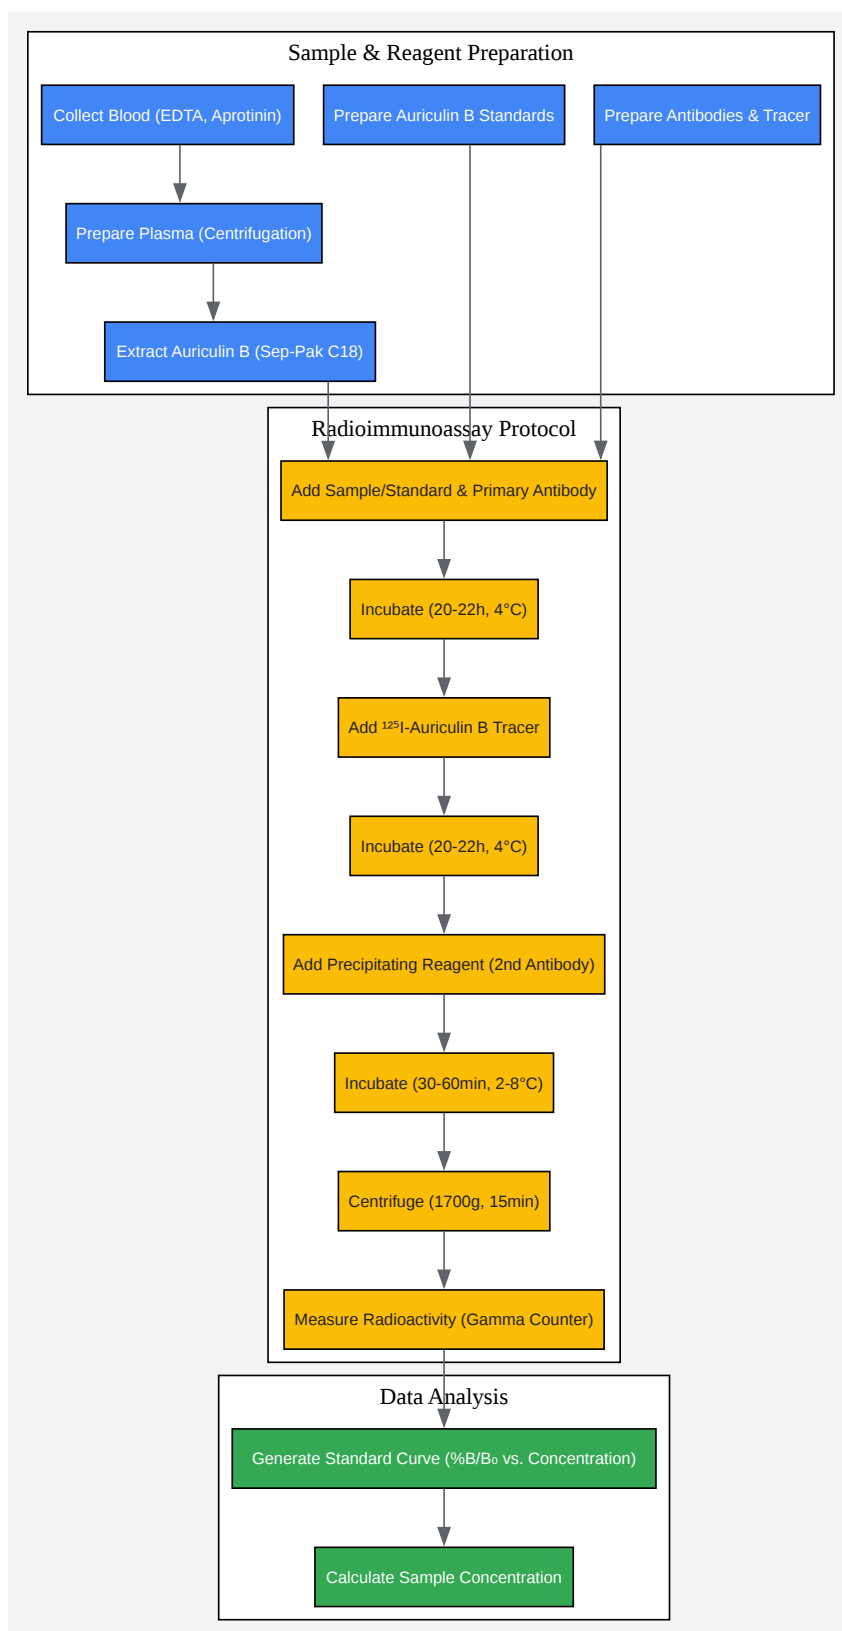 Sample & Reagent Preparation
Collect Blood (EDTA, Aprotinin)
Prepare Auriculin B Standards
Prepare Antibodies & Tracer
Prepare Plasma (Centrifugation)
Extract Auriculin B (Sep-Pak C18)
Radioimmunoassay Protocol
Add Sample/Standard & Primary Antibody
Incubate (20-22h, 4°C)
Add ¹²⁵I-Auriculin B Tracer
Incubate (20-22h, 4°C)
Add Precipitating Reagent (2nd Antibody)
Incubate (30-60min, 2-8°C)
Centrifuge (1700g, 15min)
Measure Radioactivity (Gamma Counter)
Data Analysis
Generate Standard Curve (%B/B₀ vs. Concentration)
Calculate Sample Concentration